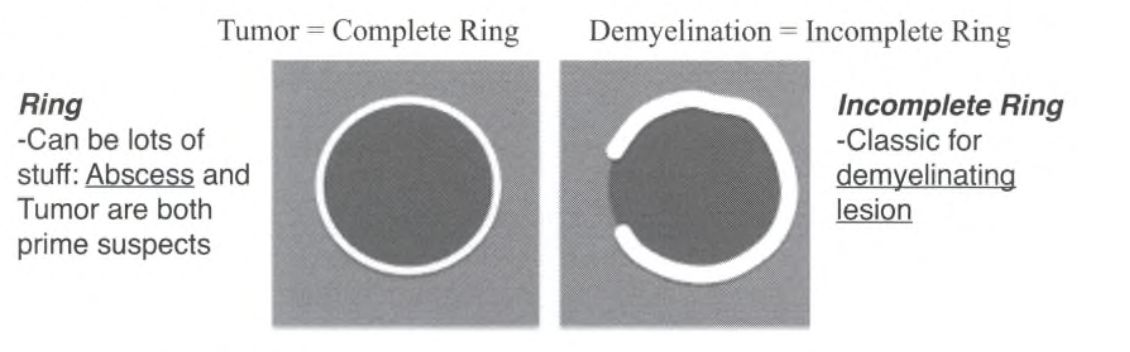 Tumor = Complete Ring
Demyelination = Incomplete Ring
Ring
-Can be lots of
stuff: Abscess and
Tumor are both
prime suspects
Incomplete Ring
-Classic for
demyelinating
lesion